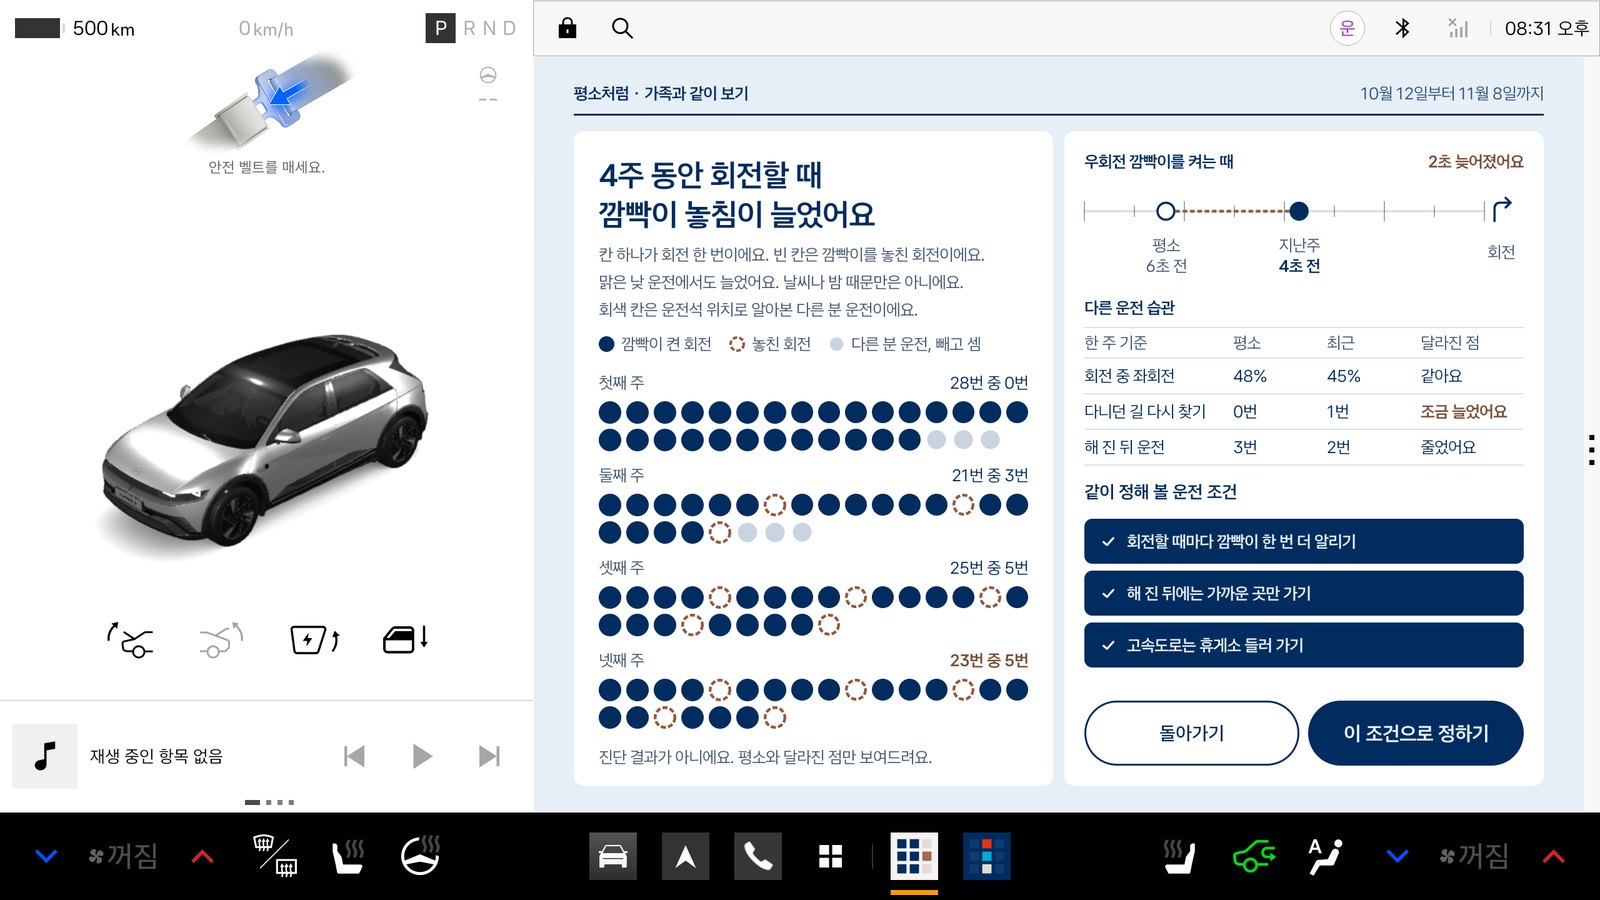 500 km
0 km/h
P R N D
안전 벨트를 매세요.
재생 중인 항목 없음
운
08:31 오후
평소처럼 · 가족과 같이 보기
10월 12일부터 11월 8일까지
4주 동안 회전할 때
깜빡이 놓침이 늘었어요
칸 하나가 회전 한 번이에요. 빈 칸은 깜빡이를 놓친 회전이에요.
맑은 낮 운전에서도 늘었어요. 날씨나 밤 때문만은 아니에요.
회색 칸은 운전석 위치로 알아본 다른 분 운전이에요.
깜빡이 켠 회전 놓친 회전 다른 분 운전, 빼고 셈
첫째 주 28번 중 0번
둘째 주 21번 중 3번
셋째 주 25번 중 5번
넷째 주 23번 중 5번
진단 결과가 아니에요. 평소와 달라진 점만 보여드려요.
우회전 깜빡이를 켜는 때 2초 늦어졌어요
평소 지난주 회전
6초 전 4초 전
다른 운전 습관
한 주 기준 평소 최근 달라진 점
회전 중 좌회전 48% 45% 같아요
다니던 길 다시 찾기 0번 1번 조금 늘었어요
해 진 뒤 운전 3번 2번 줄었어요
같이 정해 볼 운전 조건
회전할 때마다 깜빡이 한 번 더 알리기
해 진 뒤에는 가까운 곳만 가기
고속도로는 휴게소 들러 가기
돌아가기 이 조건으로 정하기
꺼짐
A
꺼짐